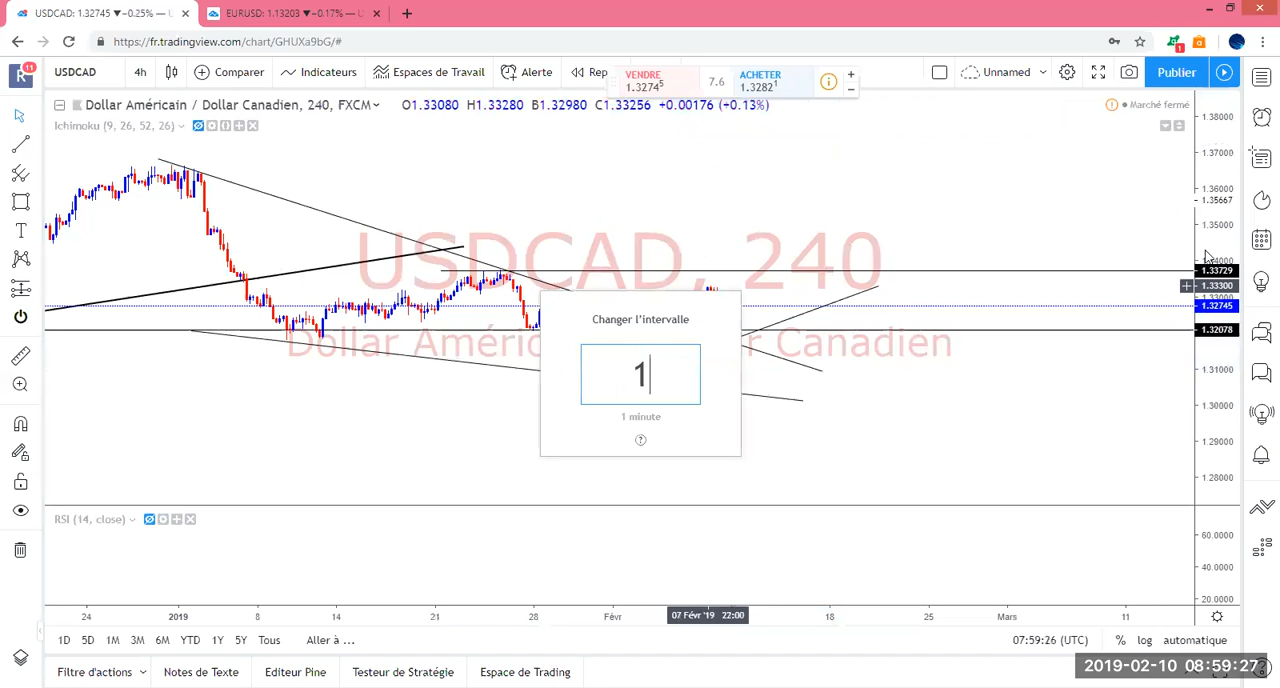 USDCAD: 1.32745 ▼−0.25% — U
EURUSD: 1.13203 ▼−0.17% — U
https://fr.tradingview.com/chart/GHUXa9bG/#
1
R
11
USDCAD
4h
Comparer
Indicateurs
Espaces de Travail
Alerte
Rep
VENDRE
1.32745
7.6
ACHETER
1.32821
Unnamed
Publier
Dollar Américain / Dollar Canadien, 240, FXCM
O1.33080 H1.33280 B1.32980 C1.33256 +0.00176 (+0.13%)
Marché fermé
Ichimoku (9, 26, 52, 26)
USDCAD, 240
Dollar Améri
Canadien
Changer l'intervalle
1
1 minute
?
1.38000
1.37000
1.36000
1.35667
1.35000
1.34000
1.33729
1.33300
1.33000
1.32745
1.32078
1.31000
1.30000
1.29000
1.28000
RSI (14, close)
60.0000
40.0000
20.0000
24
2019
8
14
21
28
Févr
07 Févr '19 22:00
18
25
Mars
11
1D 5D 1M 3M 6M YTD 1Y 5Y Tous
Aller à ...
07:59:26 (UTC)
% log automatique
Filtre d'actions
Notes de Texte
Editeur Pine
Testeur de Stratégie
Espace de Trading
2019-02-10 08:59:27